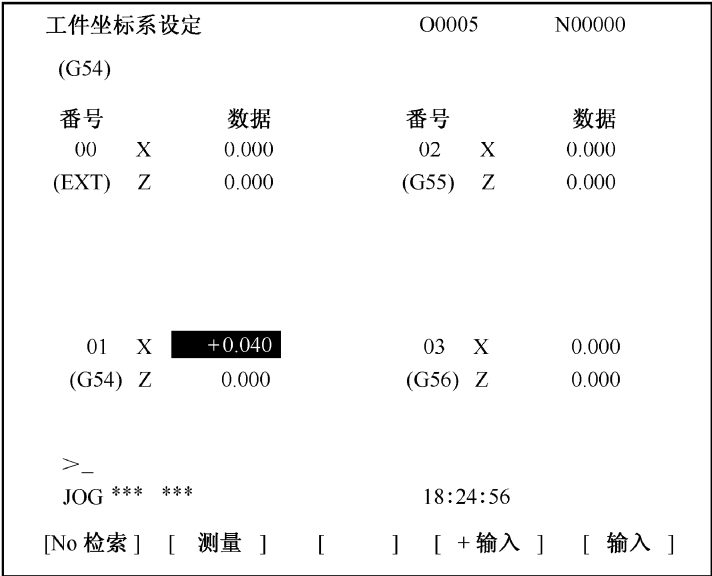 工件坐标系设定 O0005 N00000
(G54)
番号 数据 番号 数据
00 X 0.000 02 X 0.000
(EXT) Z 0.000 (G55) Z 0.000
01 X +0.040 03 X 0.000
(G54) Z 0.000 (G56) Z 0.000
>_
JOG *** *** 18:24:56
[No 检索] [ 测量 ] [ ] [ +输入 ] [ 输入 ]